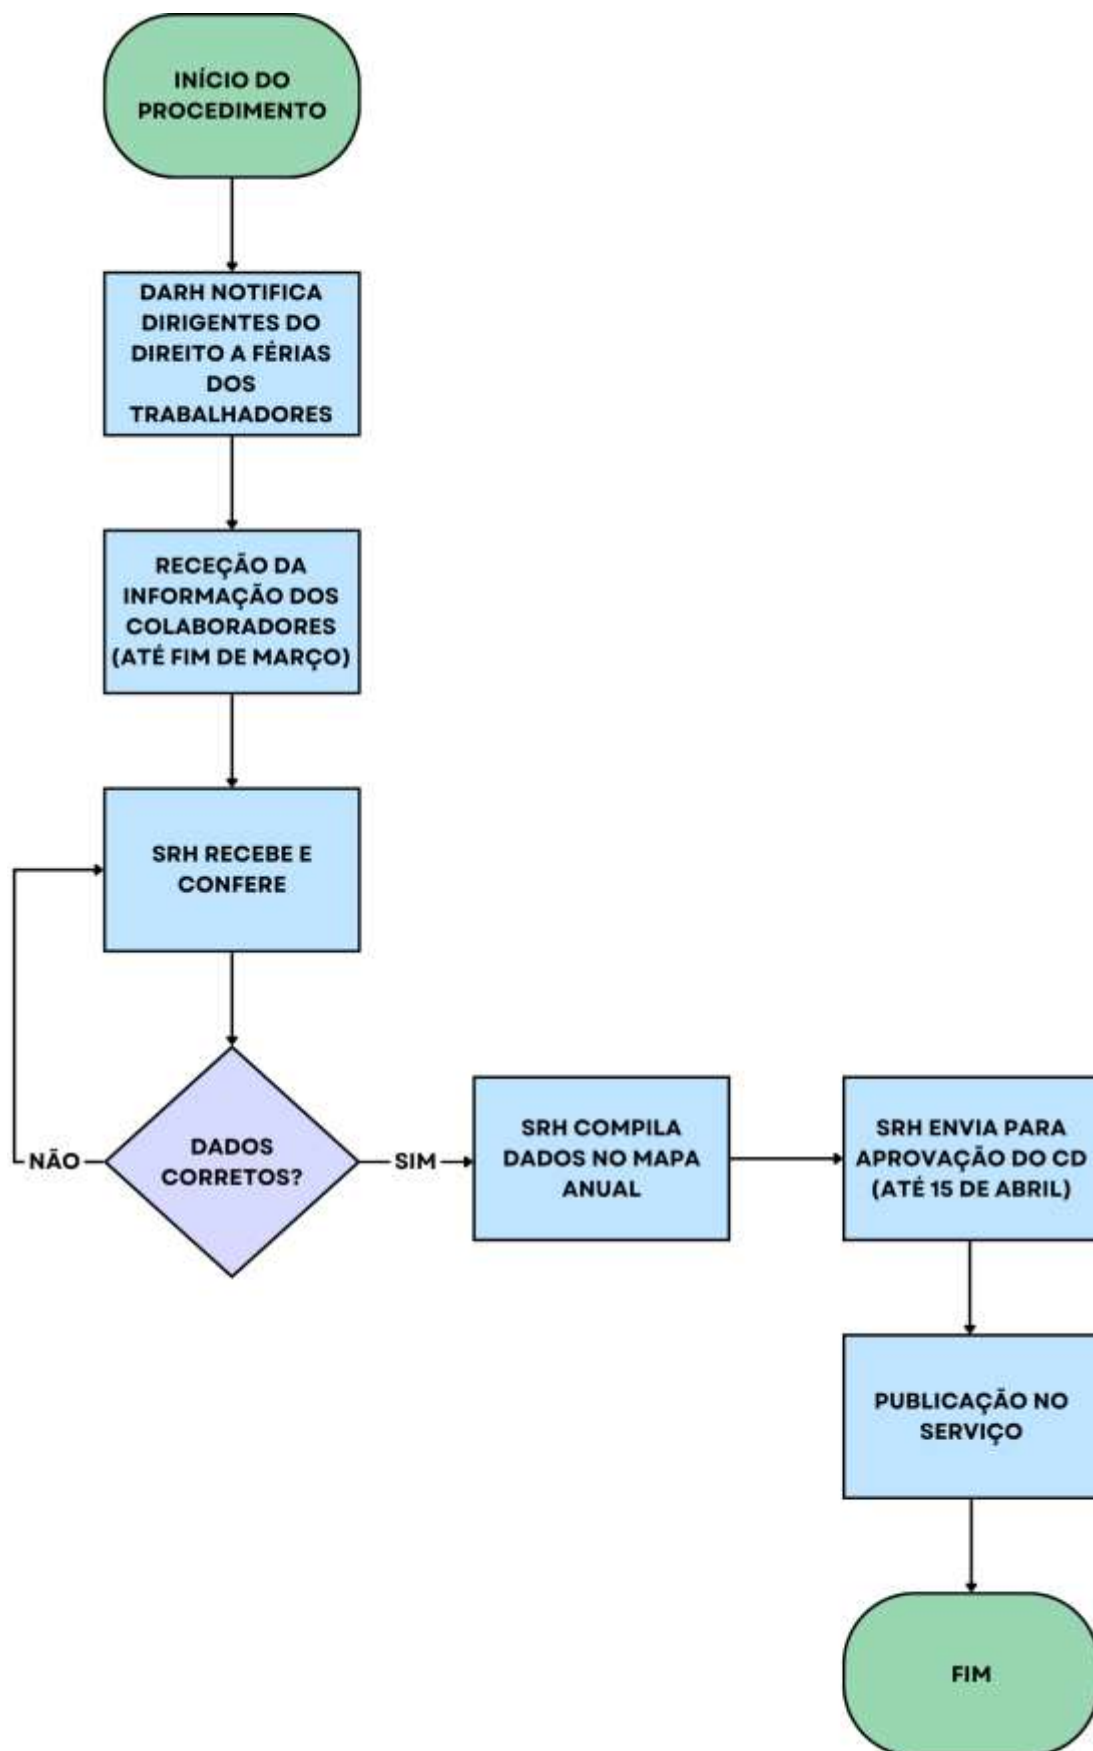 INÍCIO DO
PROCEDIMENTO
DARH NOTIFICA
DIRIGENTES DO
DIREITO A FÉRIAS
DOS
TRABALHADORES
RECEÇÃO DA
INFORMAÇÃO DOS
COLABORADORES
(ATÉ FIM DE MARÇO)
SRH RECEBE E
CONFERE
DADOS
CORRETOS?
NÃO
SIM
SRH COMPILA
DADOS NO MAPA
ANUAL
SRH ENVIA PARA
APROVAÇÃO DO CD
(ATÉ 15 DE ABRIL)
PUBLICAÇÃO NO
SERVIÇO
FIM